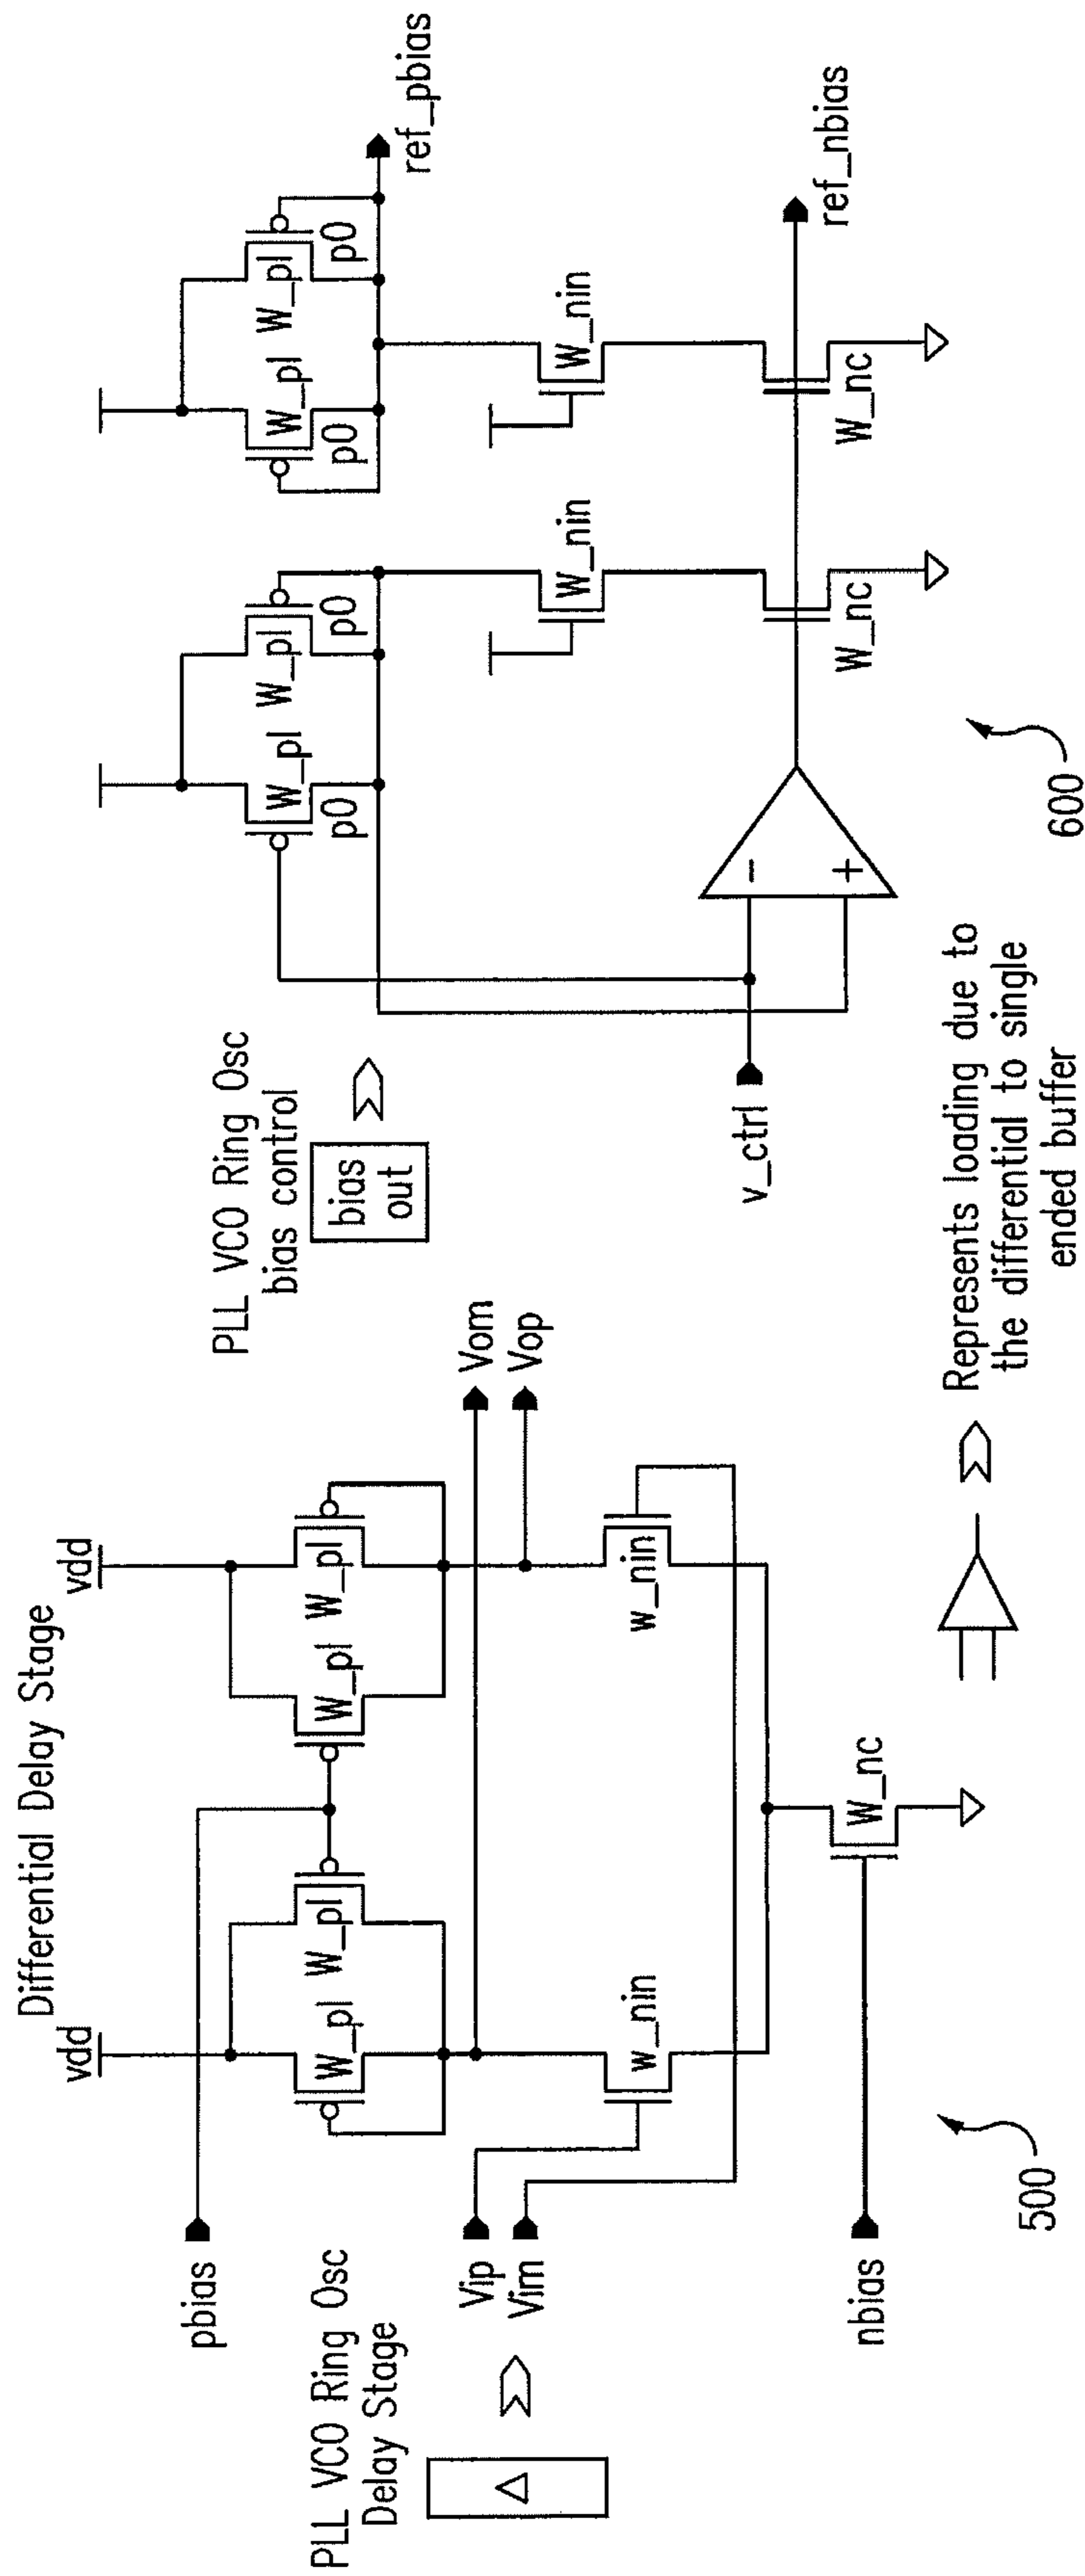 Differential Delay Stage
vdd
vdd
pbias
W_pl
W_pl
W_pl
W_pl
PLL VCO Ring Osc
Delay Stage
Vip
Vim
Vom
Vop
w_nin
w_nin
nbias
W_nc
500
Represents loading due to
the differential to single
ended buffer
PLL VCO Ring Osc
bias control
bias
out
W_pl
W_pl
p0
p0
W_pl
W_pl
p0
p0
ref_pbias
W_nin
W_nin
v_ctrl
-
+
W_nc
W_nc
ref_nbias
600